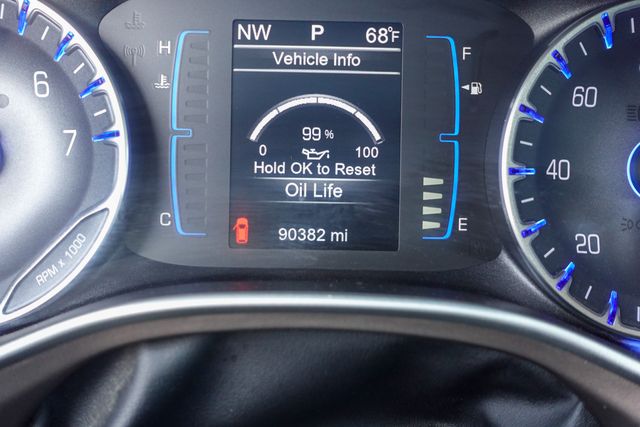 NW P 68°F
Vehicle Info
H
F
99 %
0 100
Hold OK to Reset
Oil Life
C
E
90382 mi
6
7
RPM x 1000
60
40
20